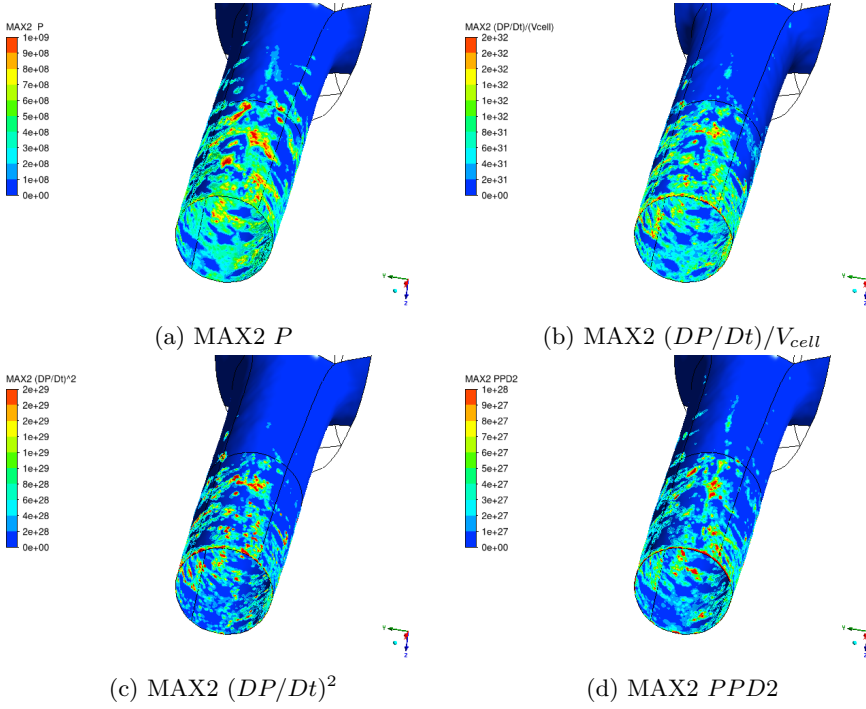 MAX2 P
1e+09
9e+08
8e+08
7e+08
6e+08
5e+08
4e+08
3e+08
2e+08
1e+08
0e+00
Y
Z
(a) MAX2 P
MAX2 (DP/Dt)/(Vcell)
2e+32
2e+32
2e+32
1e+32
1e+32
1e+32
8e+31
6e+31
4e+31
2e+31
0e+00
Y
Z
(b) MAX2 (DP/Dt)/V_{cell}
MAX2 (DP/Dt)^2
2e+29
2e+29
2e+29
1e+29
1e+29
1e+29
8e+28
6e+28
4e+28
2e+28
0e+00
Y
Z
(c) MAX2 (DP/Dt)²
MAX2 PPD2
1e+28
9e+27
8e+27
7e+27
6e+27
5e+27
4e+27
3e+27
2e+27
1e+27
0e+00
Y
Z
(d) MAX2 PPD2